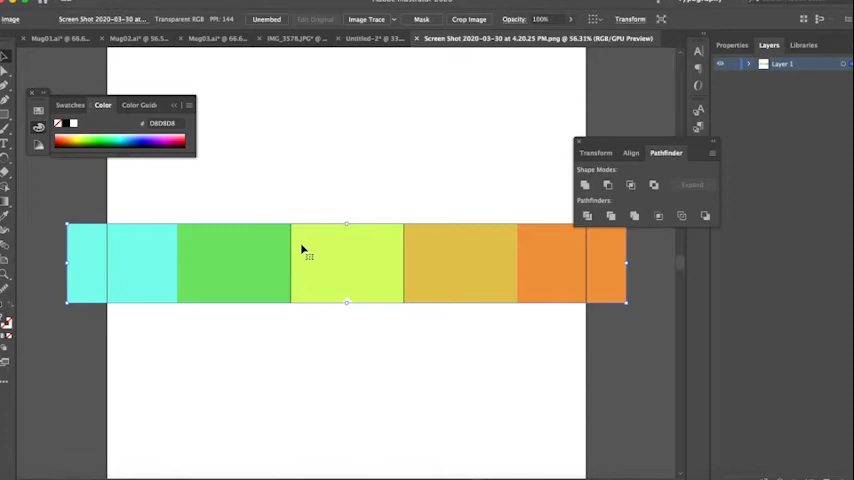 image
Screen Shot 2020-03-30 at ...
Transparent RGB PPI: 144
Unembed
Edit Original
Image Trace
Mask
Crop Image
Opacity: 100%
Transform
Mug01.ai* @ 66.6...
Mug02.ai* @ 56.5...
Mug03.ai* @ 66.6...
IMG_3578.JPG* @ ...
Untitled-2* @ 33...
Screen Shot 2020-03-30 at 4.20.25 PM.png @ 56.31% (RGB/GPU Preview)
Properties
Layers
Libraries
Layer 1
Swatches
Color
Color Guide
# D8D8D8
Transform
Align
Pathfinder
Shape Modes:
Expand
Pathfinders: